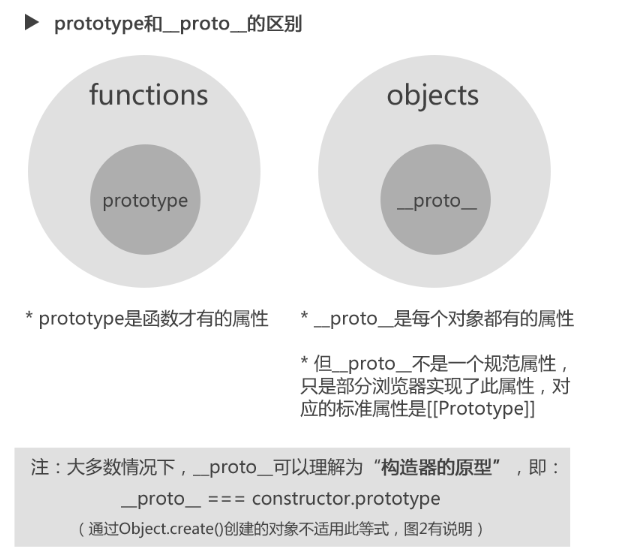 ▶ prototype和__proto__的区别
functions
objects
prototype
__proto__
* prototype是函数才有的属性
* __proto__是每个对象都有的属性
* 但__proto__不是一个规范属性，
只是部分浏览器实现了此属性，对
应的标准属性是[[Prototype]]
注：大多数情况下，__proto__可以理解为“构造器的原型”，即：
__proto__ === constructor.prototype
（通过Object.create()创建的对象不适用此等式，图2有说明）